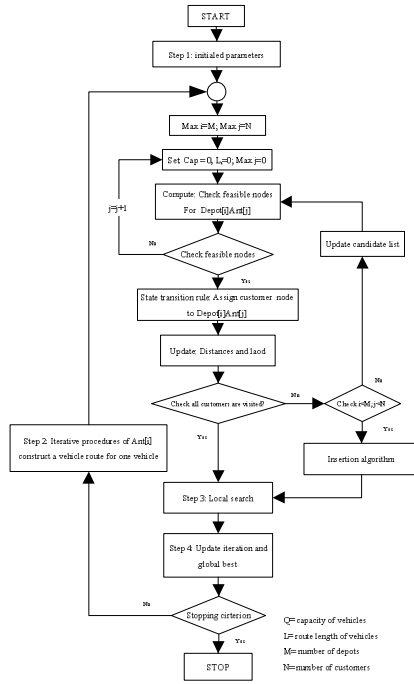 START
Step 1: initialed parameters
Max i=M; Max j=N
Set Cap = 0, L=0; Max j=0
Compute: Check feasible nodes
For Depot[i]Ant[j]
j=j+1
No
Check feasible nodes
Update candidate list
Yes
State transition rule: Assign customer node
to Depot[i]Ant[j]
Update: Distances and laod
No
No
Check all customers are visited?
Check i=M, j=N
Yes
Yes
Step 2: Iterative procedures of Ant[i]
construct a vehicle route for one vehicle
Insertion algorithm
Step 3: Local search
Step 4: Update iteration and
global best
No
Stopping cirterion
Yes
STOP
Q= capacity of vehicles
L= route length of vehicles
M= number of depots
N= number of customers